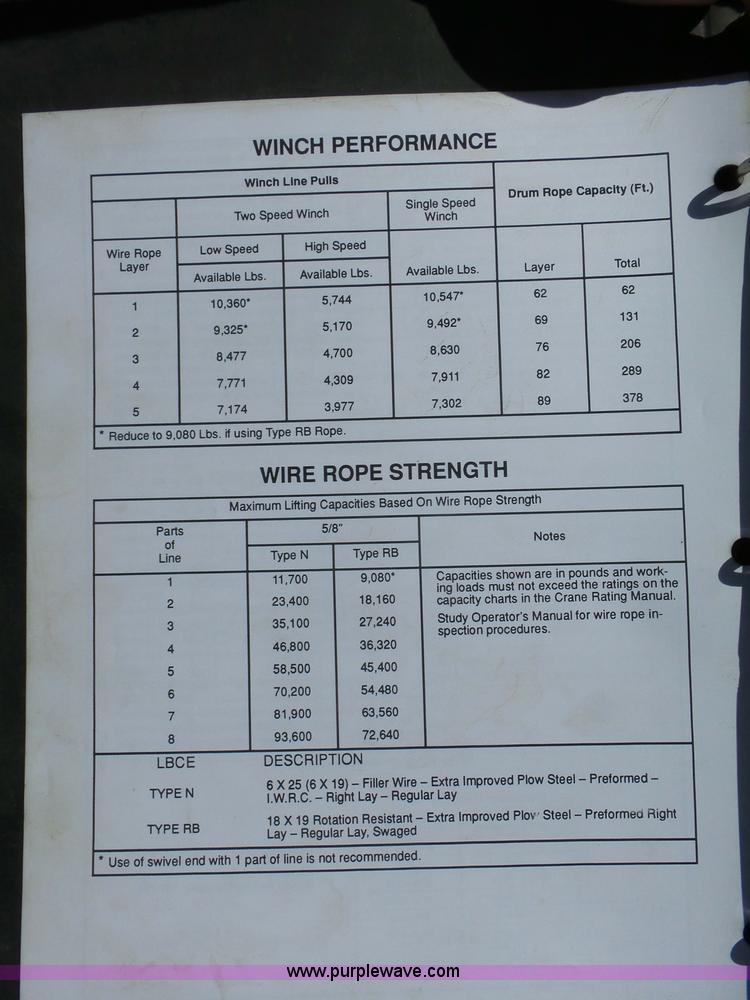 WINCH PERFORMANCE
Winch Line Pulls
Drum Rope Capacity (Ft.)
Two Speed Winch
Single Speed
Winch
Wire Rope
Layer
Low Speed
High Speed
Available Lbs.
Available Lbs.
Available Lbs.
Layer
Total
1 10,360* 5,744 10,547* 62 62
2 9,325* 5,170 9,492* 69 131
3 8,477 4,700 8,630 76 206
4 7,771 4,309 7,911 82 289
5 7,174 3,977 7,302 89 378
* Reduce to 9,080 Lbs. if using Type RB Rope.
WIRE ROPE STRENGTH
Maximum Lifting Capacities Based On Wire Rope Strength
Parts
of
Line
5/8"
Notes
Type N
Type RB
1 11,700 9,080*
2 23,400 18,160
3 35,100 27,240
4 46,800 36,320
5 58,500 45,400
6 70,200 54,480
7 81,900 63,560
8 93,600 72,640
Capacities shown are in pounds and work-
ing loads must not exceed the ratings on the
capacity charts in the Crane Rating Manual.
Study Operator's Manual for wire rope in-
spection procedures.
LBCE DESCRIPTION
TYPE N
6 X 25 (6 X 19) – Filler Wire – Extra Improved Plow Steel – Preformed –
I.W.R.C. – Right Lay – Regular Lay
TYPE RB
18 X 19 Rotation Resistant – Extra Improved Plow Steel – Preformed Right
Lay – Regular Lay, Swaged
* Use of swivel end with 1 part of line is not recommended.
www.purplewave.com